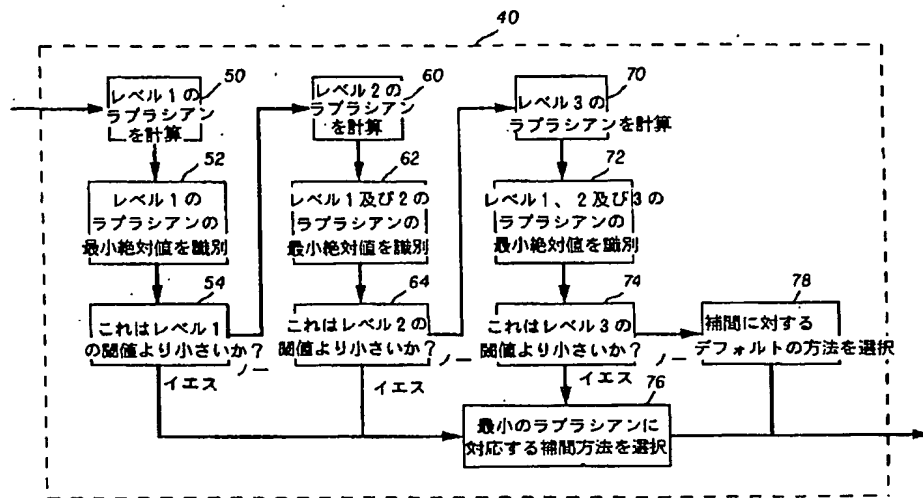 40
50
レベル1の
ラプラシアン
を計算
52
レベル1の
ラプラシアンの
最小絶対値を識別
54
これはレベル1
の閾値より小さいか?
ノー
イエス
60
レベル2の
ラプラシアン
を計算
62
レベル1及び2の
ラプラシアンの
最小絶対値を識別
64
これはレベル2の
閾値より小さいか?
ノー
イエス
70
レベル3の
ラプラシアンを計算
72
レベル1、2及び3の
ラプラシアンの
最小絶対値を識別
74
これはレベル3の
閾値より小さいか?
ノー
イエス
76
最小のラプラシアンに
対応する補間方法を選択
78
補間に対する
デフォルトの方法を選択